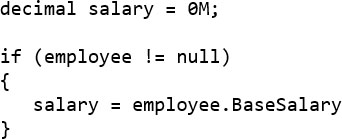 decimal salary = 0M;
if (employee != null)
{
salary = employee.BaseSalary
}